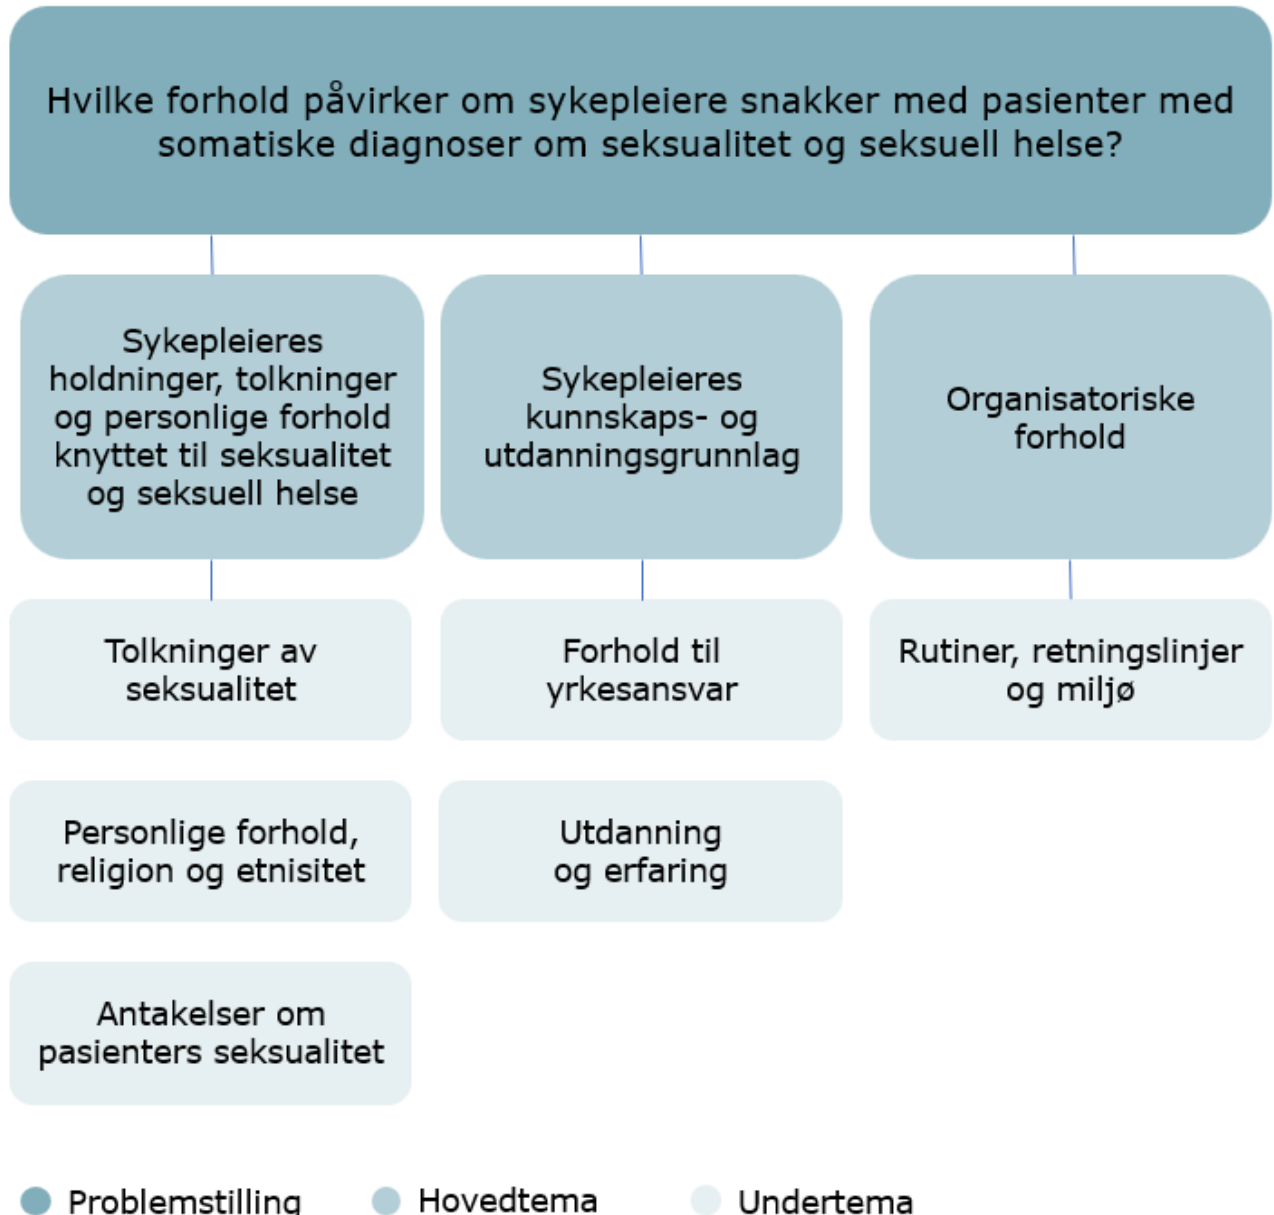 Hvilke forhold påvirker om sykepleiere snakker med pasienter med
somatiske diagnoser om seksualitet og seksuell helse?
Sykepleieres
holdninger, tolkninger
og personlige forhold
knyttet til seksualitet
og seksuell helse
Sykepleieres
kunnskaps- og
utdanningsgrunnlag
Organisatoriske
forhold
Tolkninger av
seksualitet
Forhold til
yrkesansvar
Rutiner, retningslinjer
og miljø
Personlige forhold,
religion og etnisitet
Utdanning
og erfaring
Antakelser om
pasienters seksualitet
Problemstilling
Hovedtema
Undertema